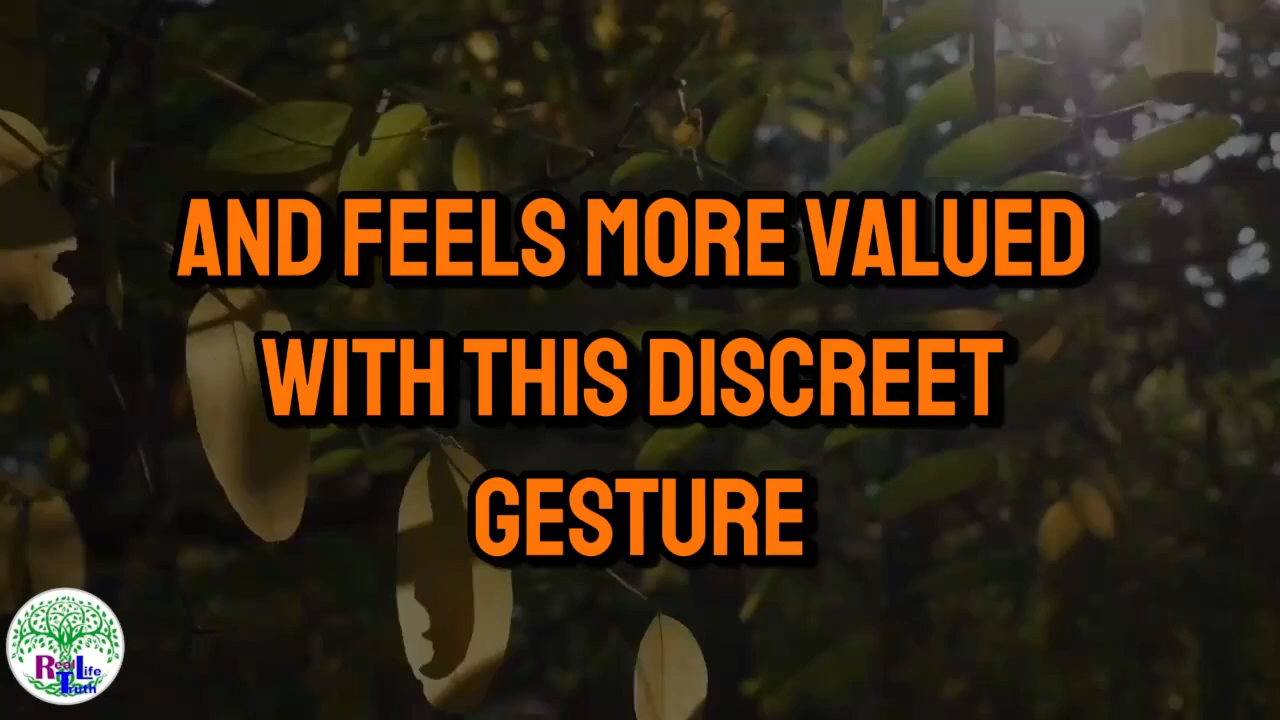 AND FEELS MORE VALUED
WITH THIS DISCREET
GESTURE
Real Life
Truth